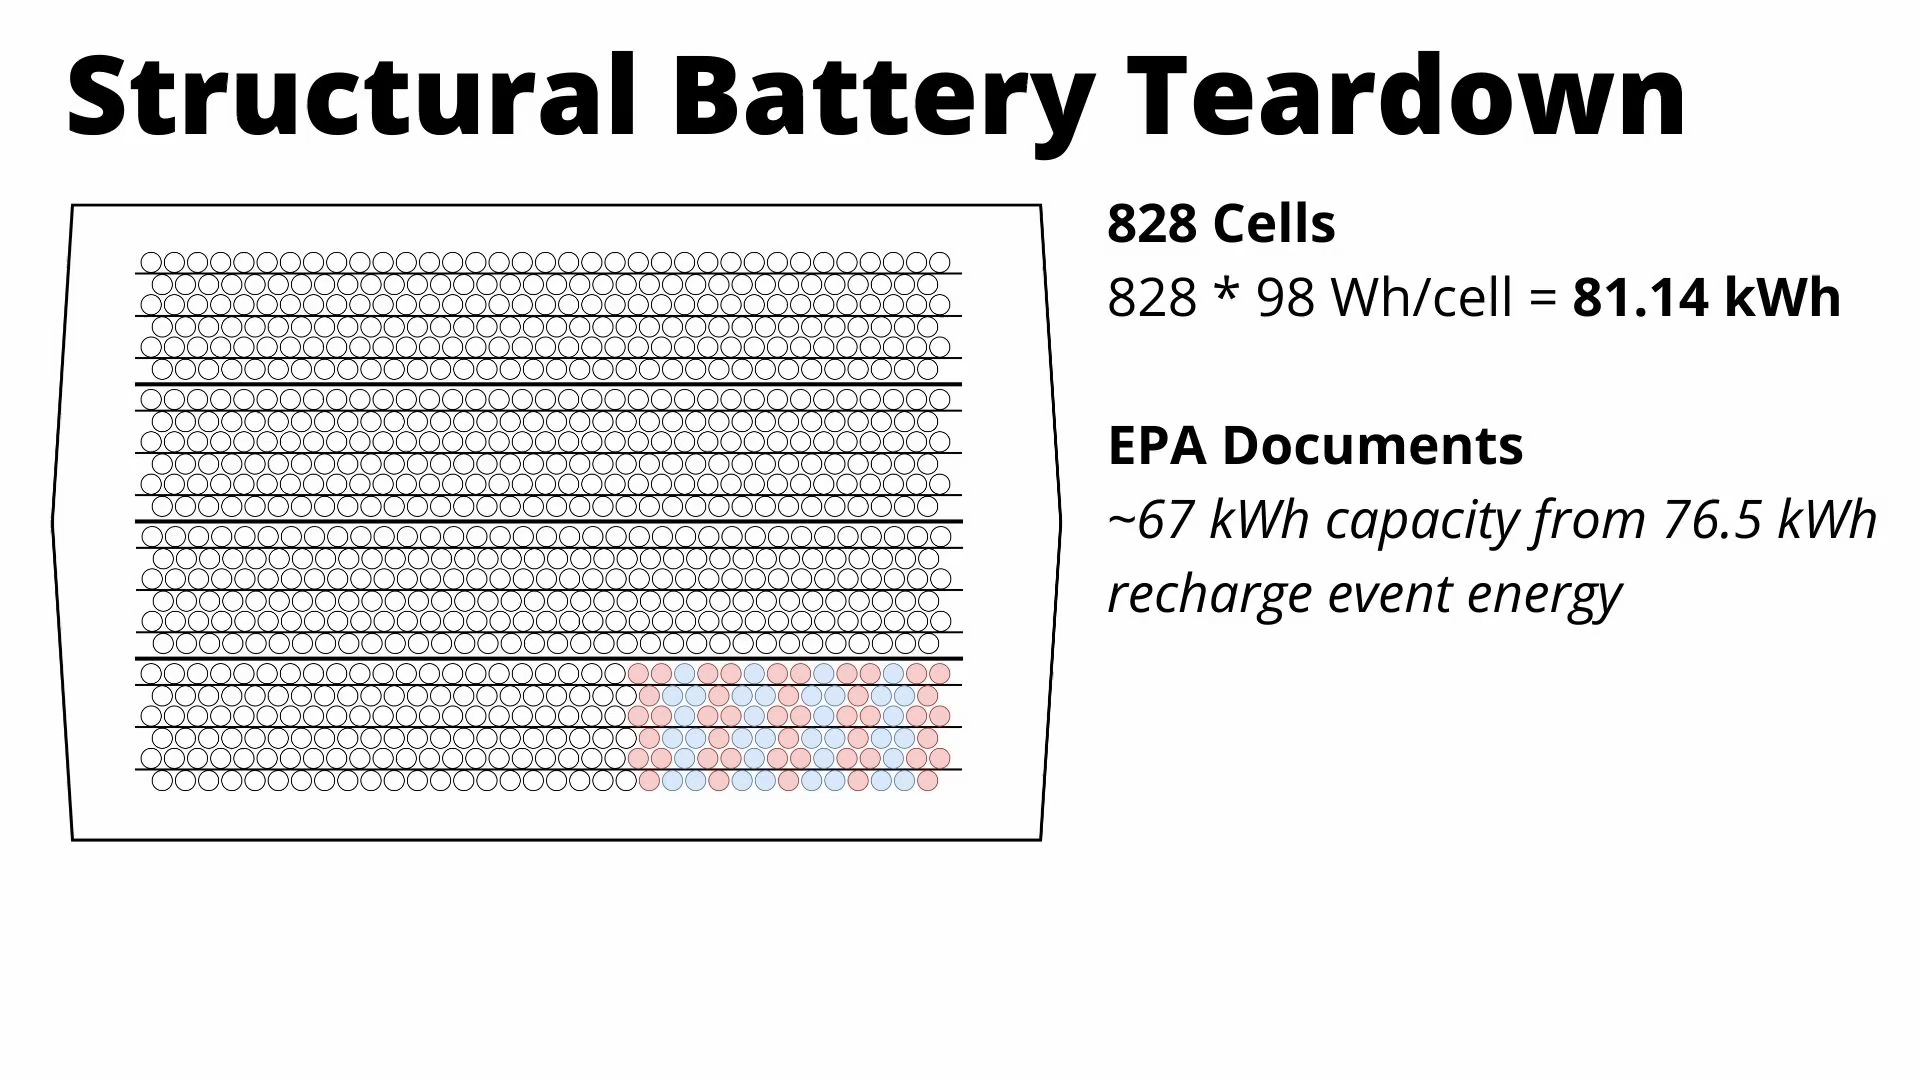 Structural Battery Teardown
828 Cells
828 * 98 Wh/cell = 81.14 kWh
EPA Documents
~67 kWh capacity from 76.5 kWh
recharge event energy